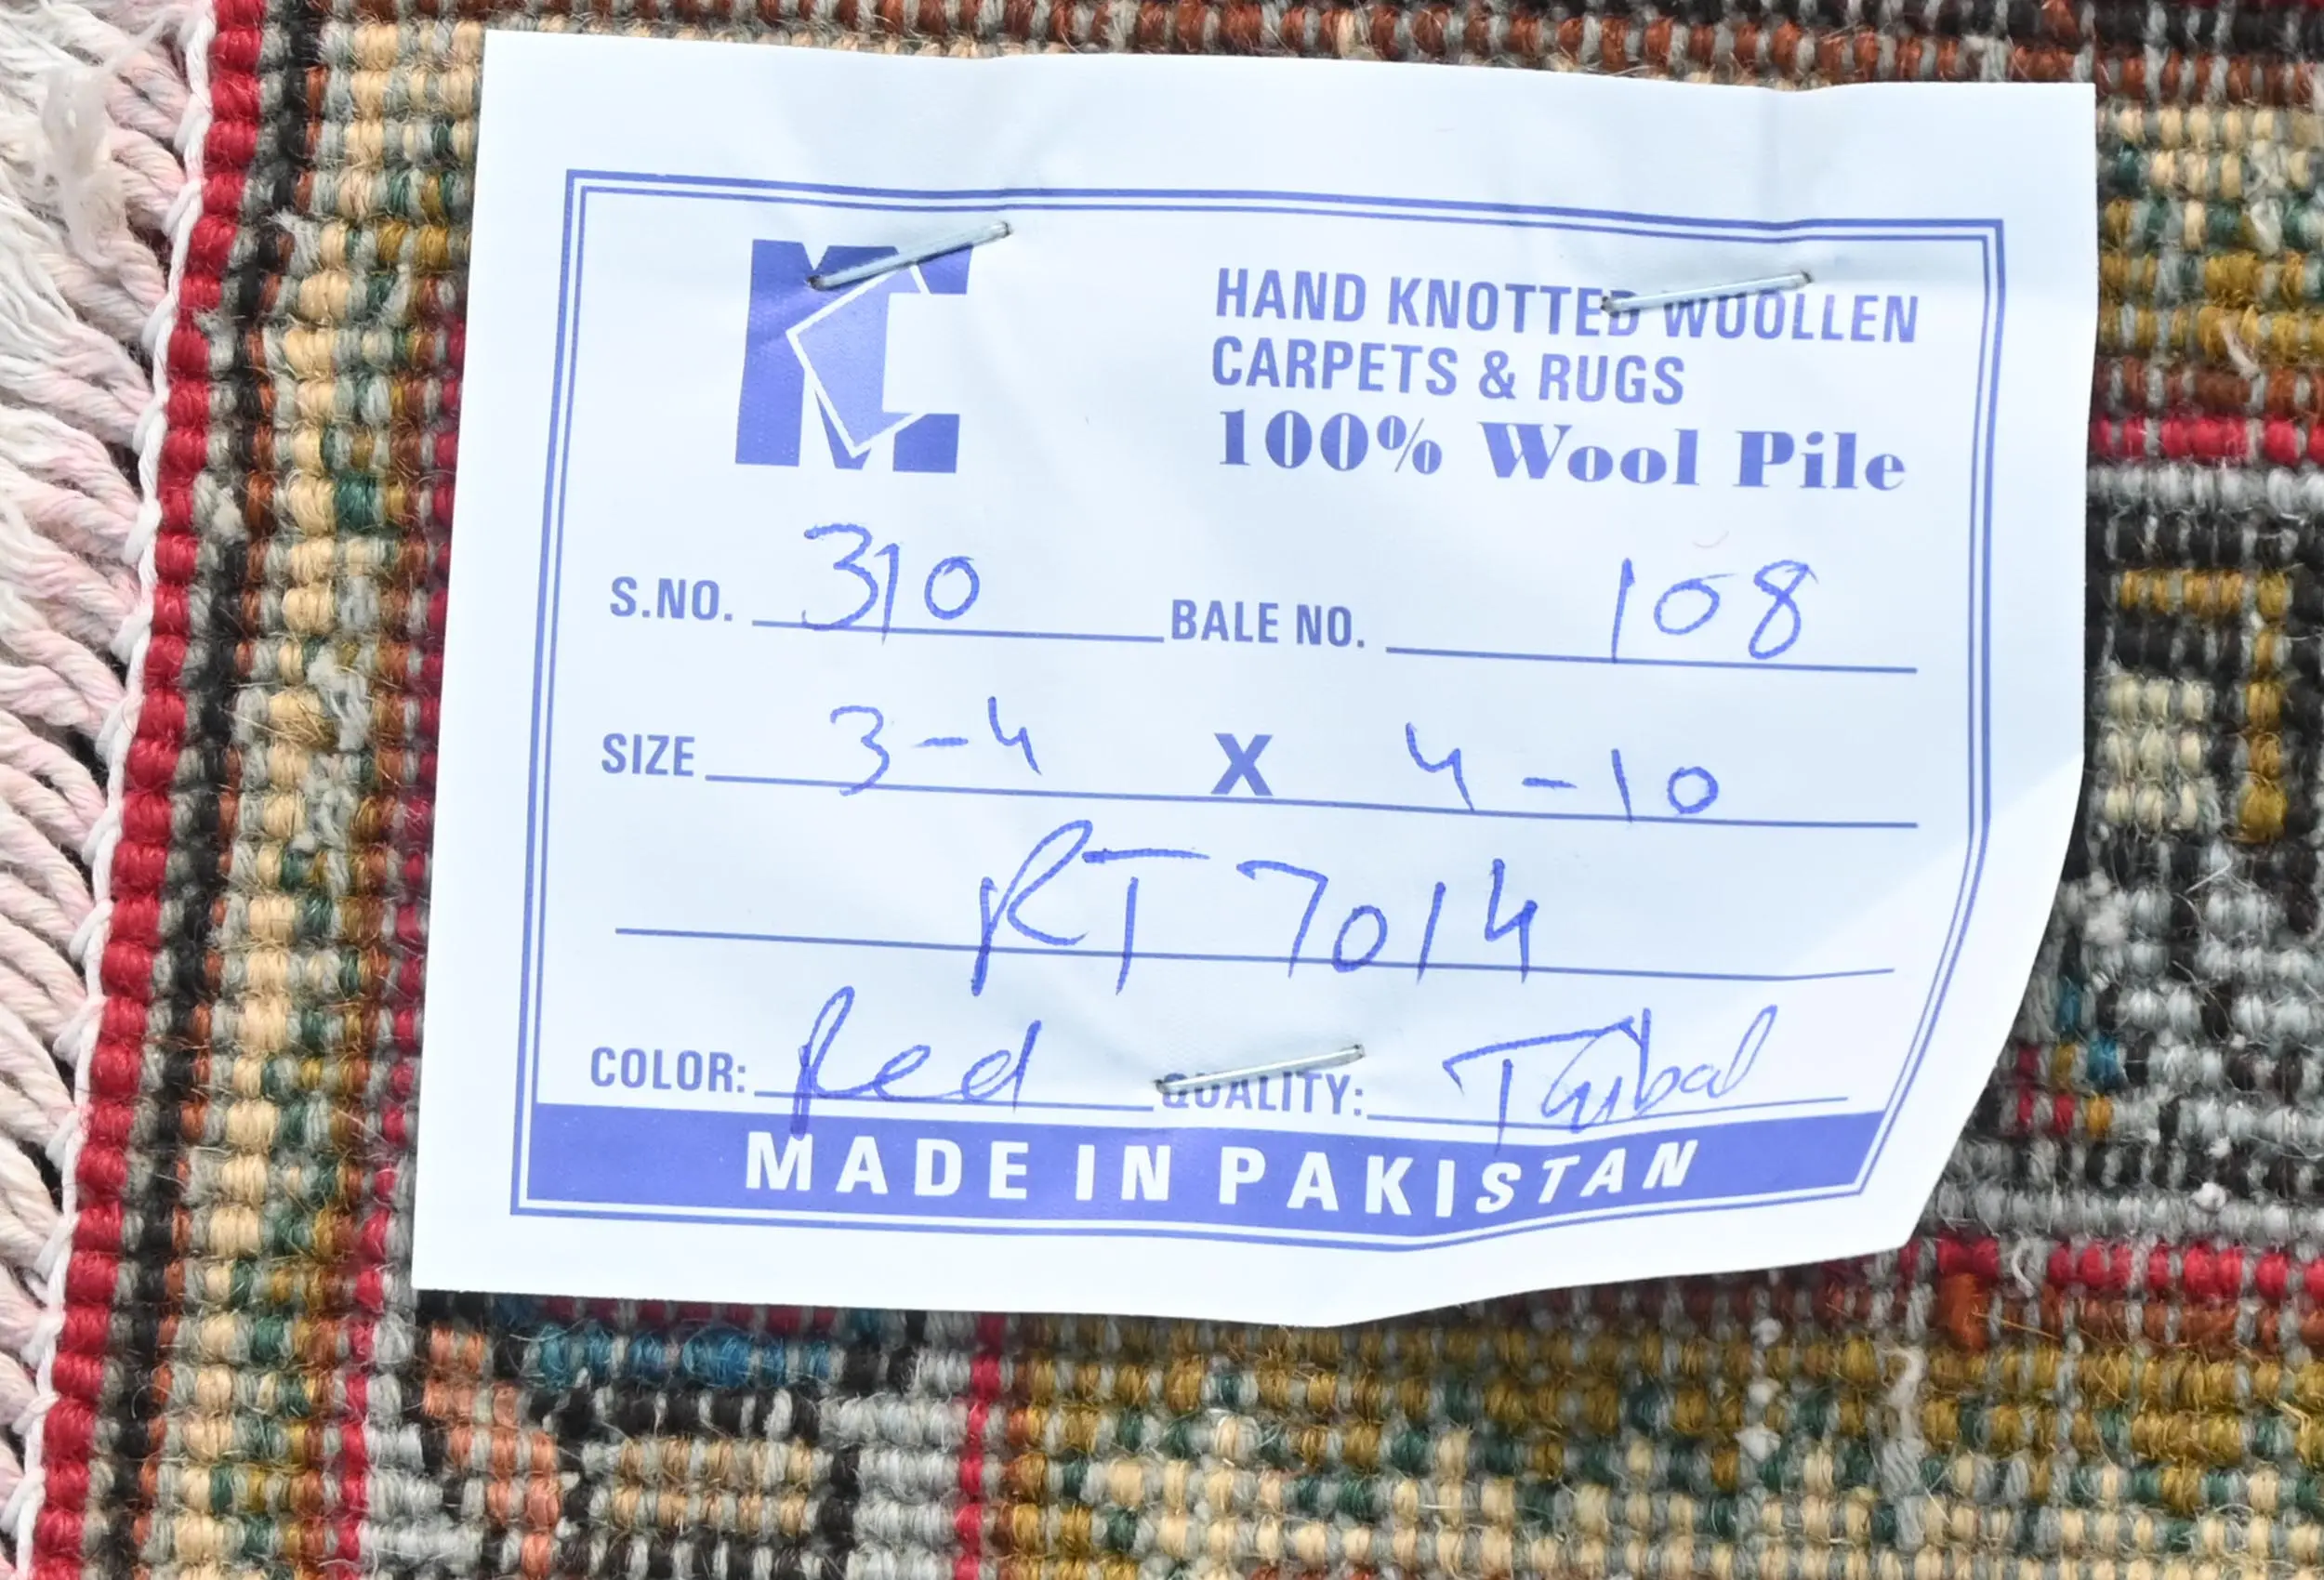 MC
HAND KNOTTED WOOLLEN
CARPETS & RUGS
100% Wool Pile
S.NO. 310 BALE NO. 108
SIZE 3-4 X 4-10
RT 7014
COLOR: Red QUALITY: Tribal
MADE IN PAKISTAN